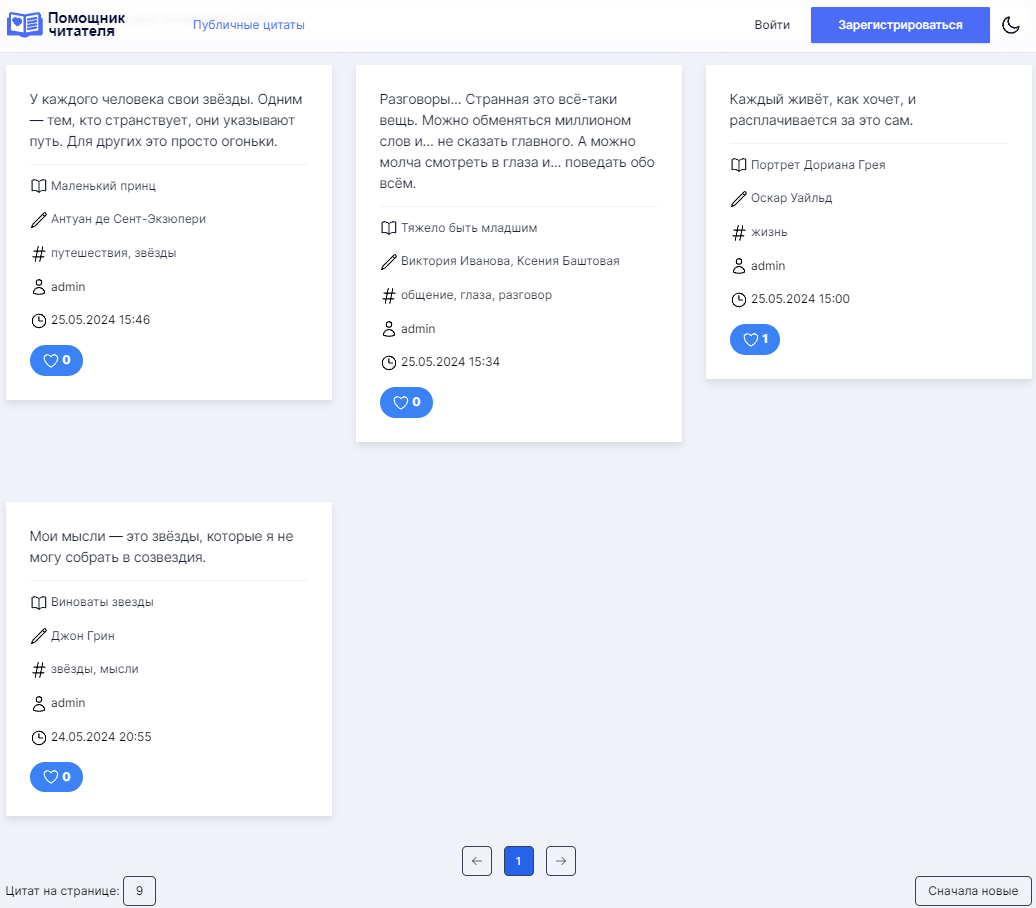 Помощник
читателя
Публичные цитаты
Войти
Зарегистрироваться
У каждого человека свои звёзды. Одним
— тем, кто странствует, они указывают
путь. Для других это просто огоньки.
Маленький принц
Антуан де Сент-Экзюпери
# путешествия, звёзды
admin
25.05.2024 15:46
0
Разговоры... Странная это всё-таки
вещь. Можно обменяться миллионом
слов и... не сказать главного. А можно
молча смотреть в глаза и... поведать обо
всём.
Тяжело быть младшим
Виктория Иванова, Ксения Баштовая
# общение, глаза, разговор
admin
25.05.2024 15:34
0
Каждый живёт, как хочет, и
расплачивается за это сам.
Портрет Дориана Грея
Оскар Уайльд
# жизнь
admin
25.05.2024 15:00
1
Мои мысли — это звёзды, которые я не
могу собрать в созвездия.
Виноваты звезды
Джон Грин
# звёзды, мысли
admin
24.05.2024 20:55
0
← 1 →
Цитат на странице: 9
Сначала новые